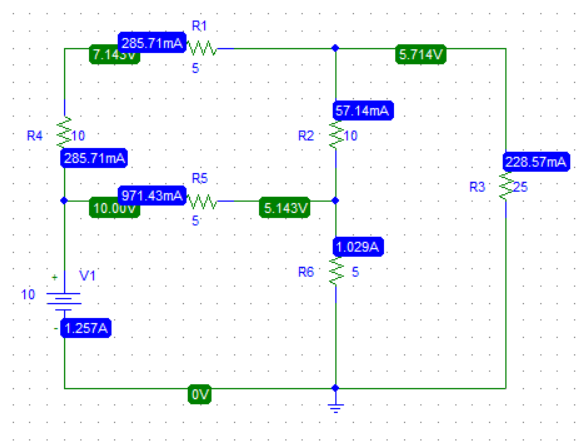 R1
285.71mA
7.143V
5.714V
5
57.14mA
R4
10
R2
10
285.71mA
228.57mA
R5
R3
25
971.43mA
10.00V
5.143V
5
1.029A
+
V1
R6
5
10
-
1.257A
0V